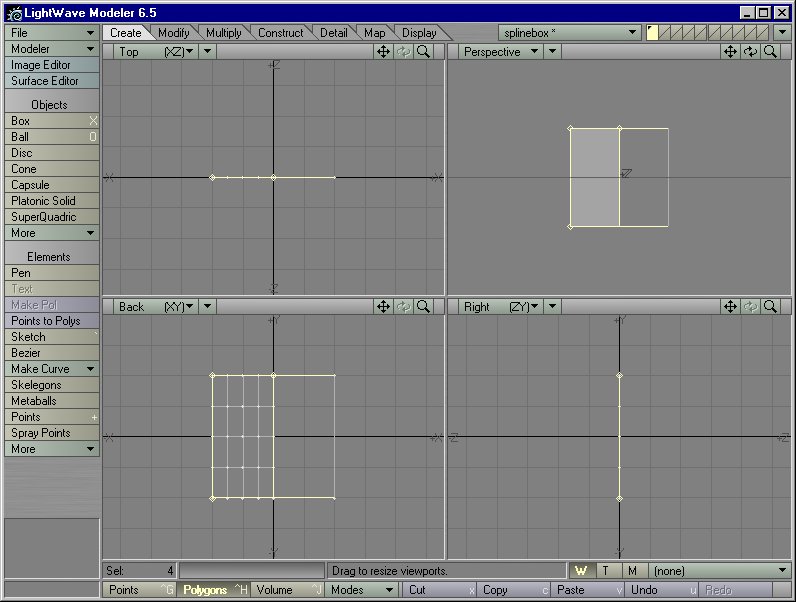 LightWave Modeler 6.5
File Create Modify Multiply Construct Detail Map Display splinebox *
Modeler Top (XZ) Perspective
Image Editor
Surface Editor
Objects
Box X
Ball O
Disc
Cone
Capsule
Platonic Solid
SuperQuadric
More
Elements
Pen
Text
Make Pol Back (XY) Right (ZY)
Points to Polys
Sketch `
Bezier
Make Curve
Skelegons
Metaballs
Points +
Spray Points
More
Sel: 4 Drag to resize viewports. W T M (none)
Points ^G Polygons ^H Volume ^J Modes Cut x Copy c Paste v Undo u Redo